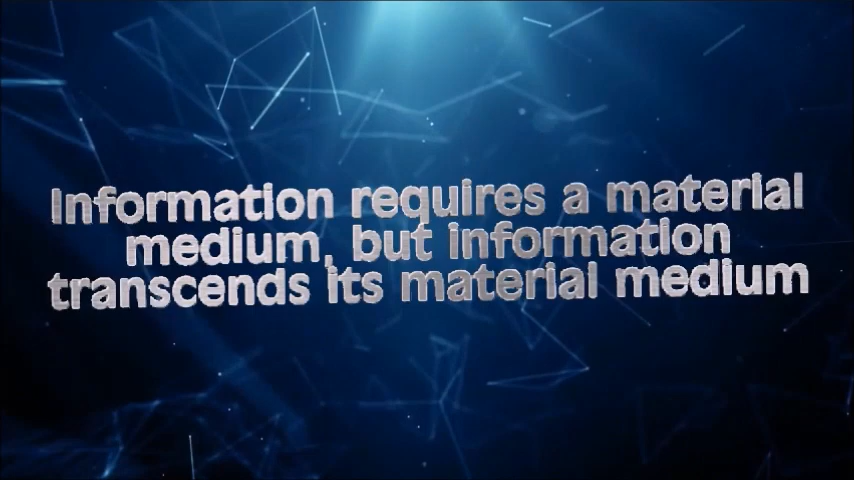 Information requires a material
medium, but information
transcends its material medium